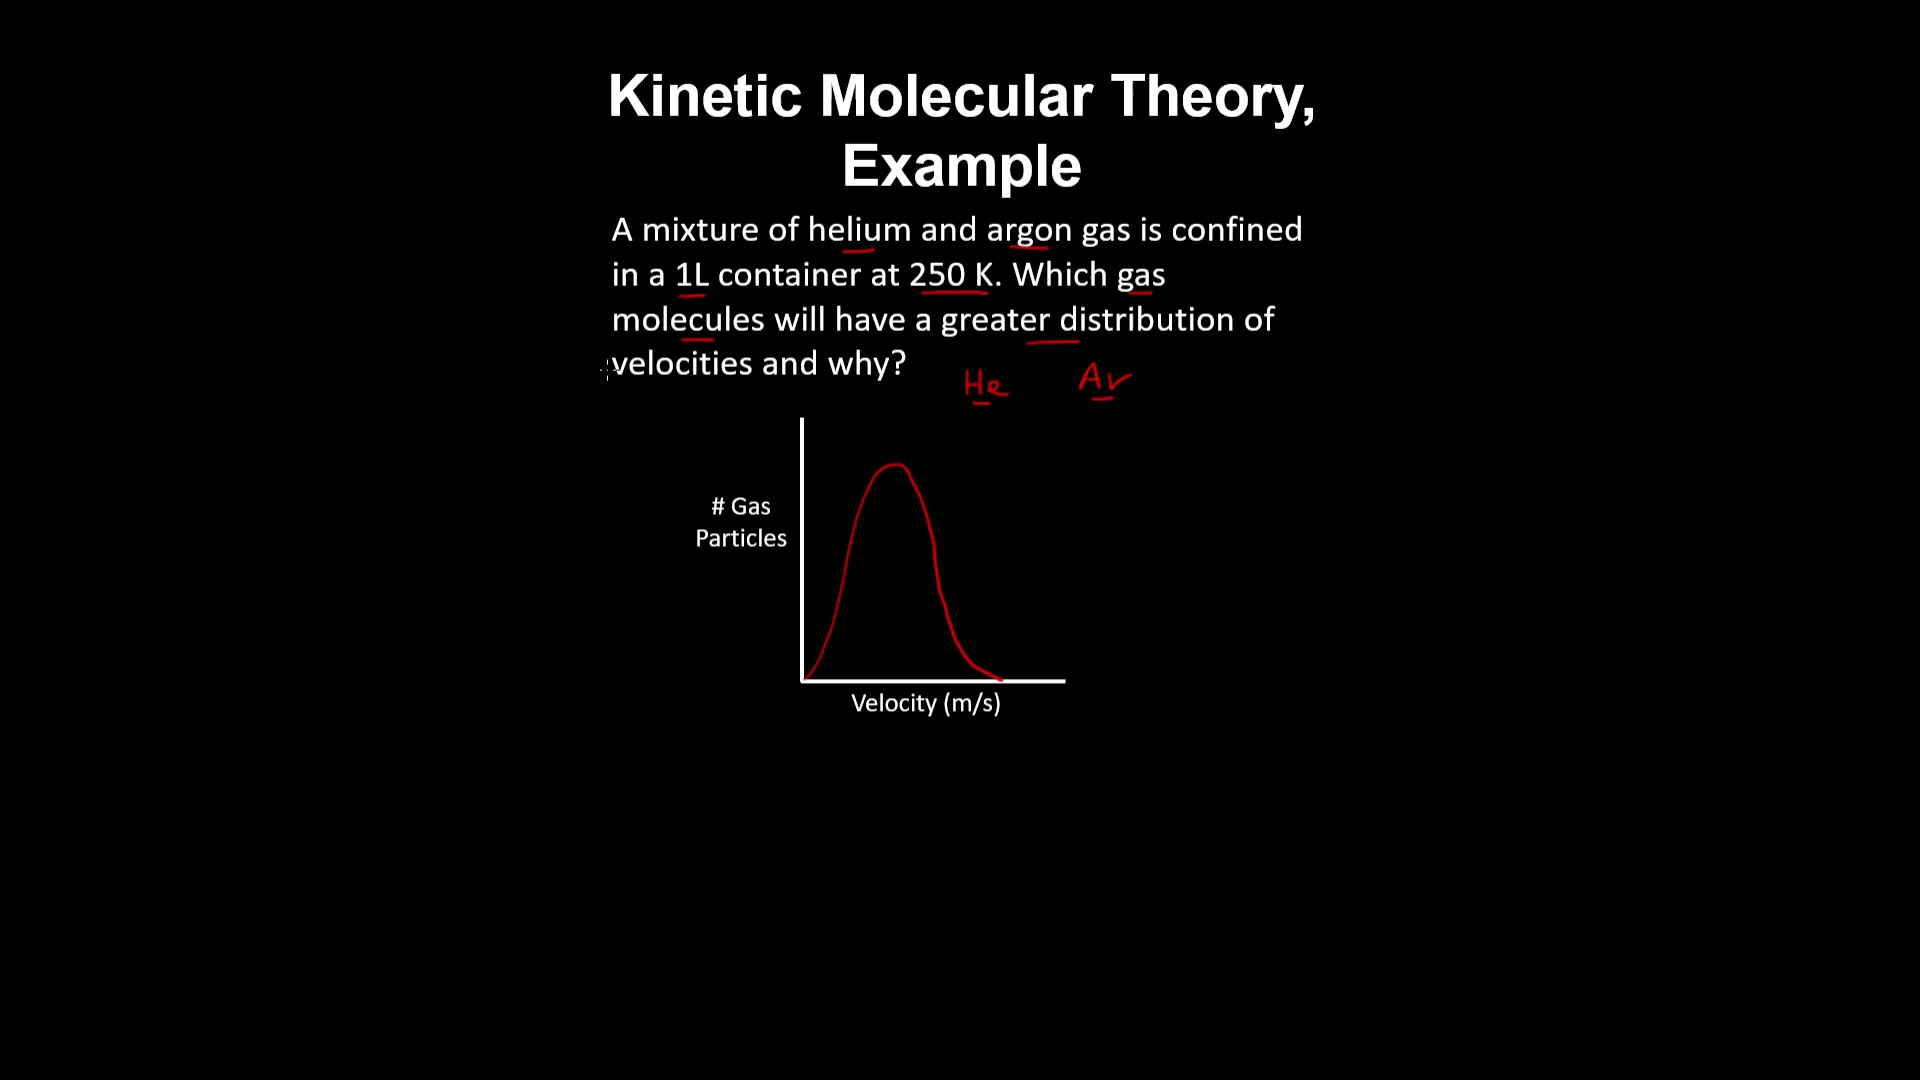 Kinetic Molecular Theory,
Example
A mixture of helium and argon gas is confined
in a 1L container at 250 K. Which gas
molecules will have a greater distribution of
velocities and why?
He Ar
# Gas
Particles
Velocity (m/s)